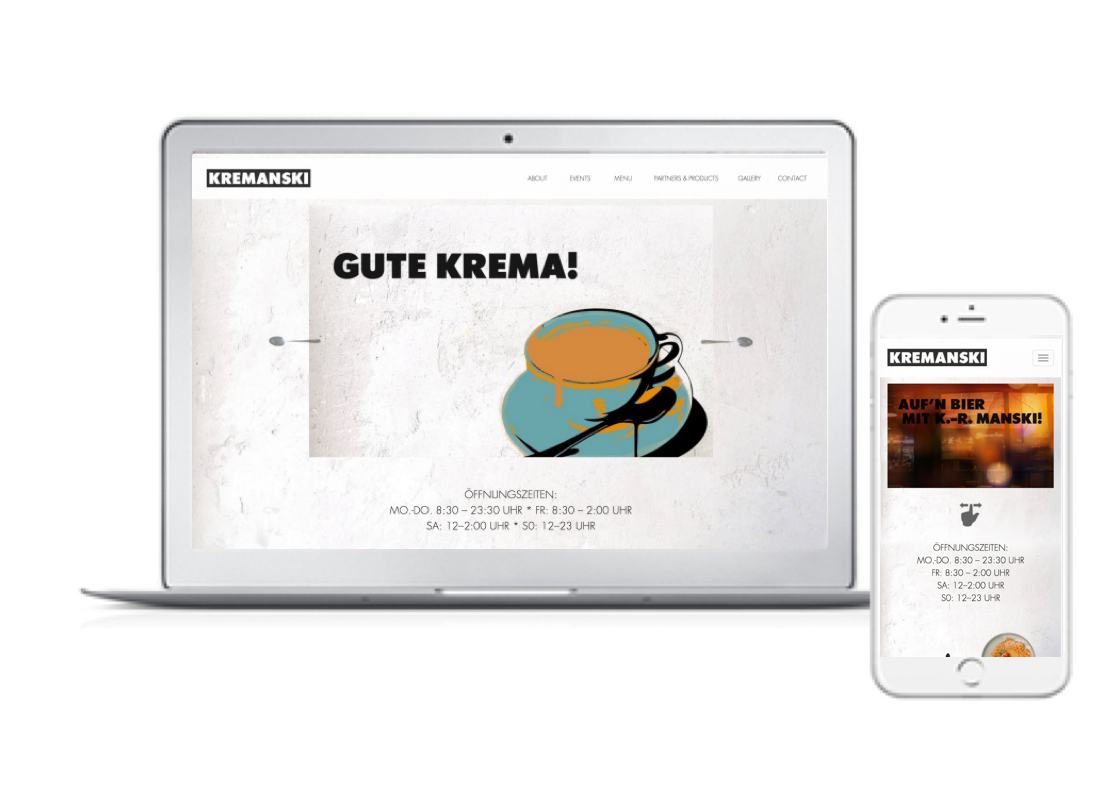 KREMANSKI
ABOUT EVENTS MENU PARTNERS & PRODUCTS GALLERY CONTACT
GUTE KREMA!
ÖFFNUNGSZEITEN:
MO.-DO. 8:30 – 23:30 UHR * FR: 8:30 – 2:00 UHR
SA: 12–2:00 UHR * S0: 12–23 UHR
KREMANSKI
AUF'N BIER
MIT K.-R. MANSKI!
ÖFFNUNGSZEITEN:
MO.-DO. 8:30 – 23:30 UHR
FR: 8:30 – 2:00 UHR
SA: 12–2:00 UHR
S0: 12–23 UHR